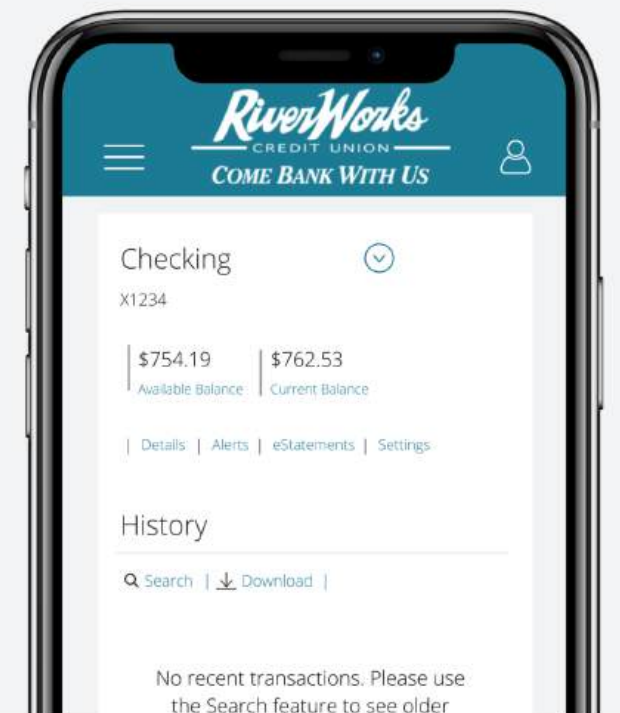 RiverWorks
CREDIT UNION
COME BANK WITH US
Checking
X1234
$754.19 $762.53
Available Balance Current Balance
| Details | Alerts | eStatements | Settings
History
Search | Download |
No recent transactions. Please use
the Search feature to see older